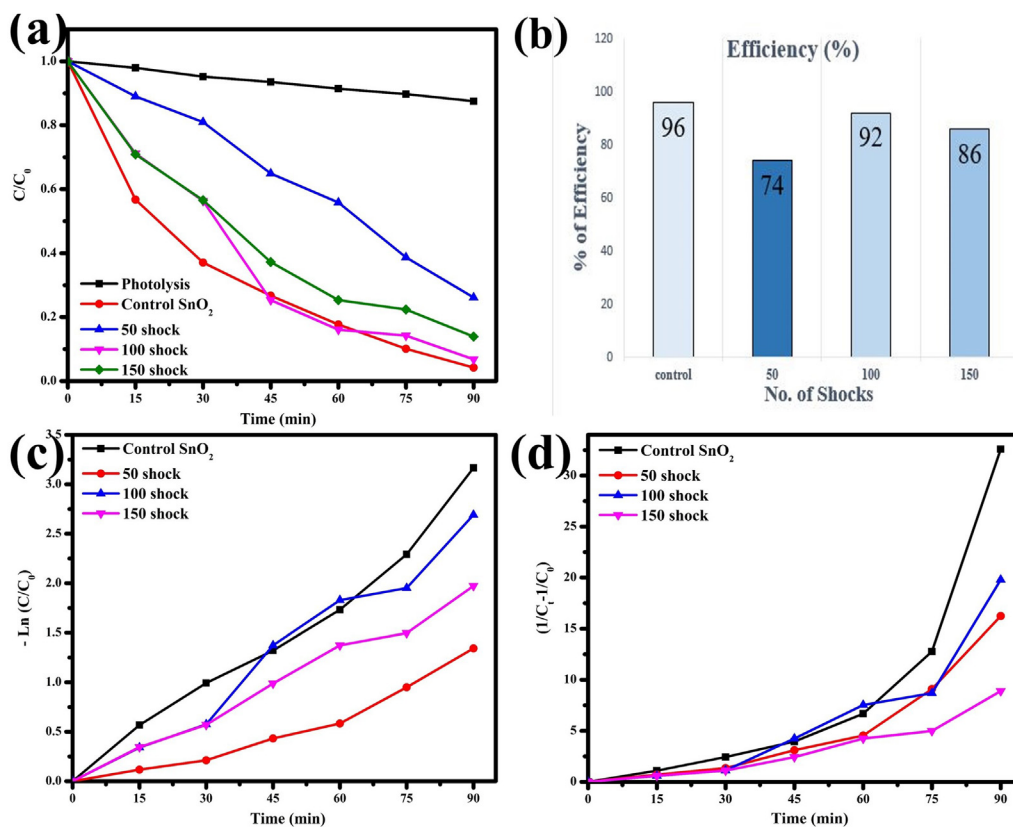 (a)
C/C₀
1.0
0.8
0.6
0.4
0.2
0.0
Photolysis
Control SnO₂
50 shock
100 shock
150 shock
0 15 30 45 60 75 90
Time (min)
(b)
Efficiency (%)
% of Efficiency
120
100
80
60
40
20
0
96
74
92
86
control 50 100 150
No. of Shocks
(c)
- Ln (C/C₀)
3.5
3.0
2.5
2.0
1.5
1.0
0.5
0.0
Control SnO₂
50 shock
100 shock
150 shock
0 15 30 45 60 75 90
Time (min)
(d)
(1/Cₜ-1/C₀)
30
25
20
15
10
5
0
Control SnO₂
50 shock
100 shock
150 shock
0 15 30 45 60 75 90
Time (min)